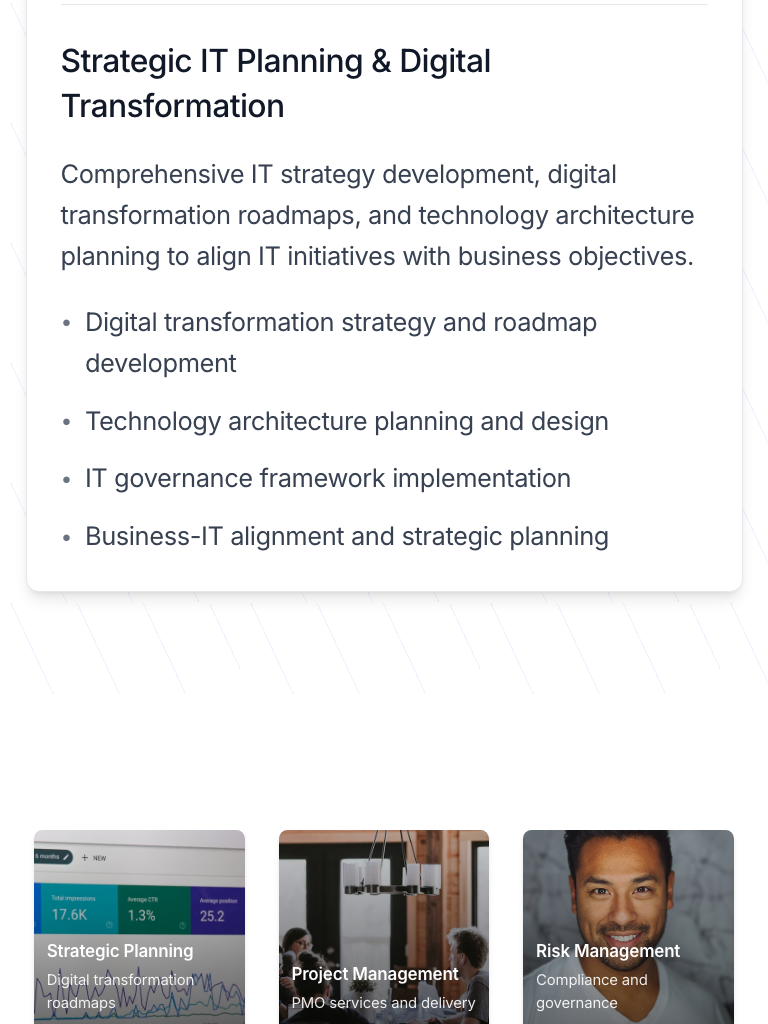 Strategic IT Planning & Digital
Transformation
Comprehensive IT strategy development, digital
transformation roadmaps, and technology architecture
planning to align IT initiatives with business objectives.
• Digital transformation strategy and roadmap
development
• Technology architecture planning and design
• IT governance framework implementation
• Business-IT alignment and strategic planning
6 months
+ NEW
Total impressions
17.6K
Average CTR
1.3%
Average position
25.2
Strategic Planning
Digital transformation
roadmaps
Project Management
PMO services and delivery
Risk Management
Compliance and
governance